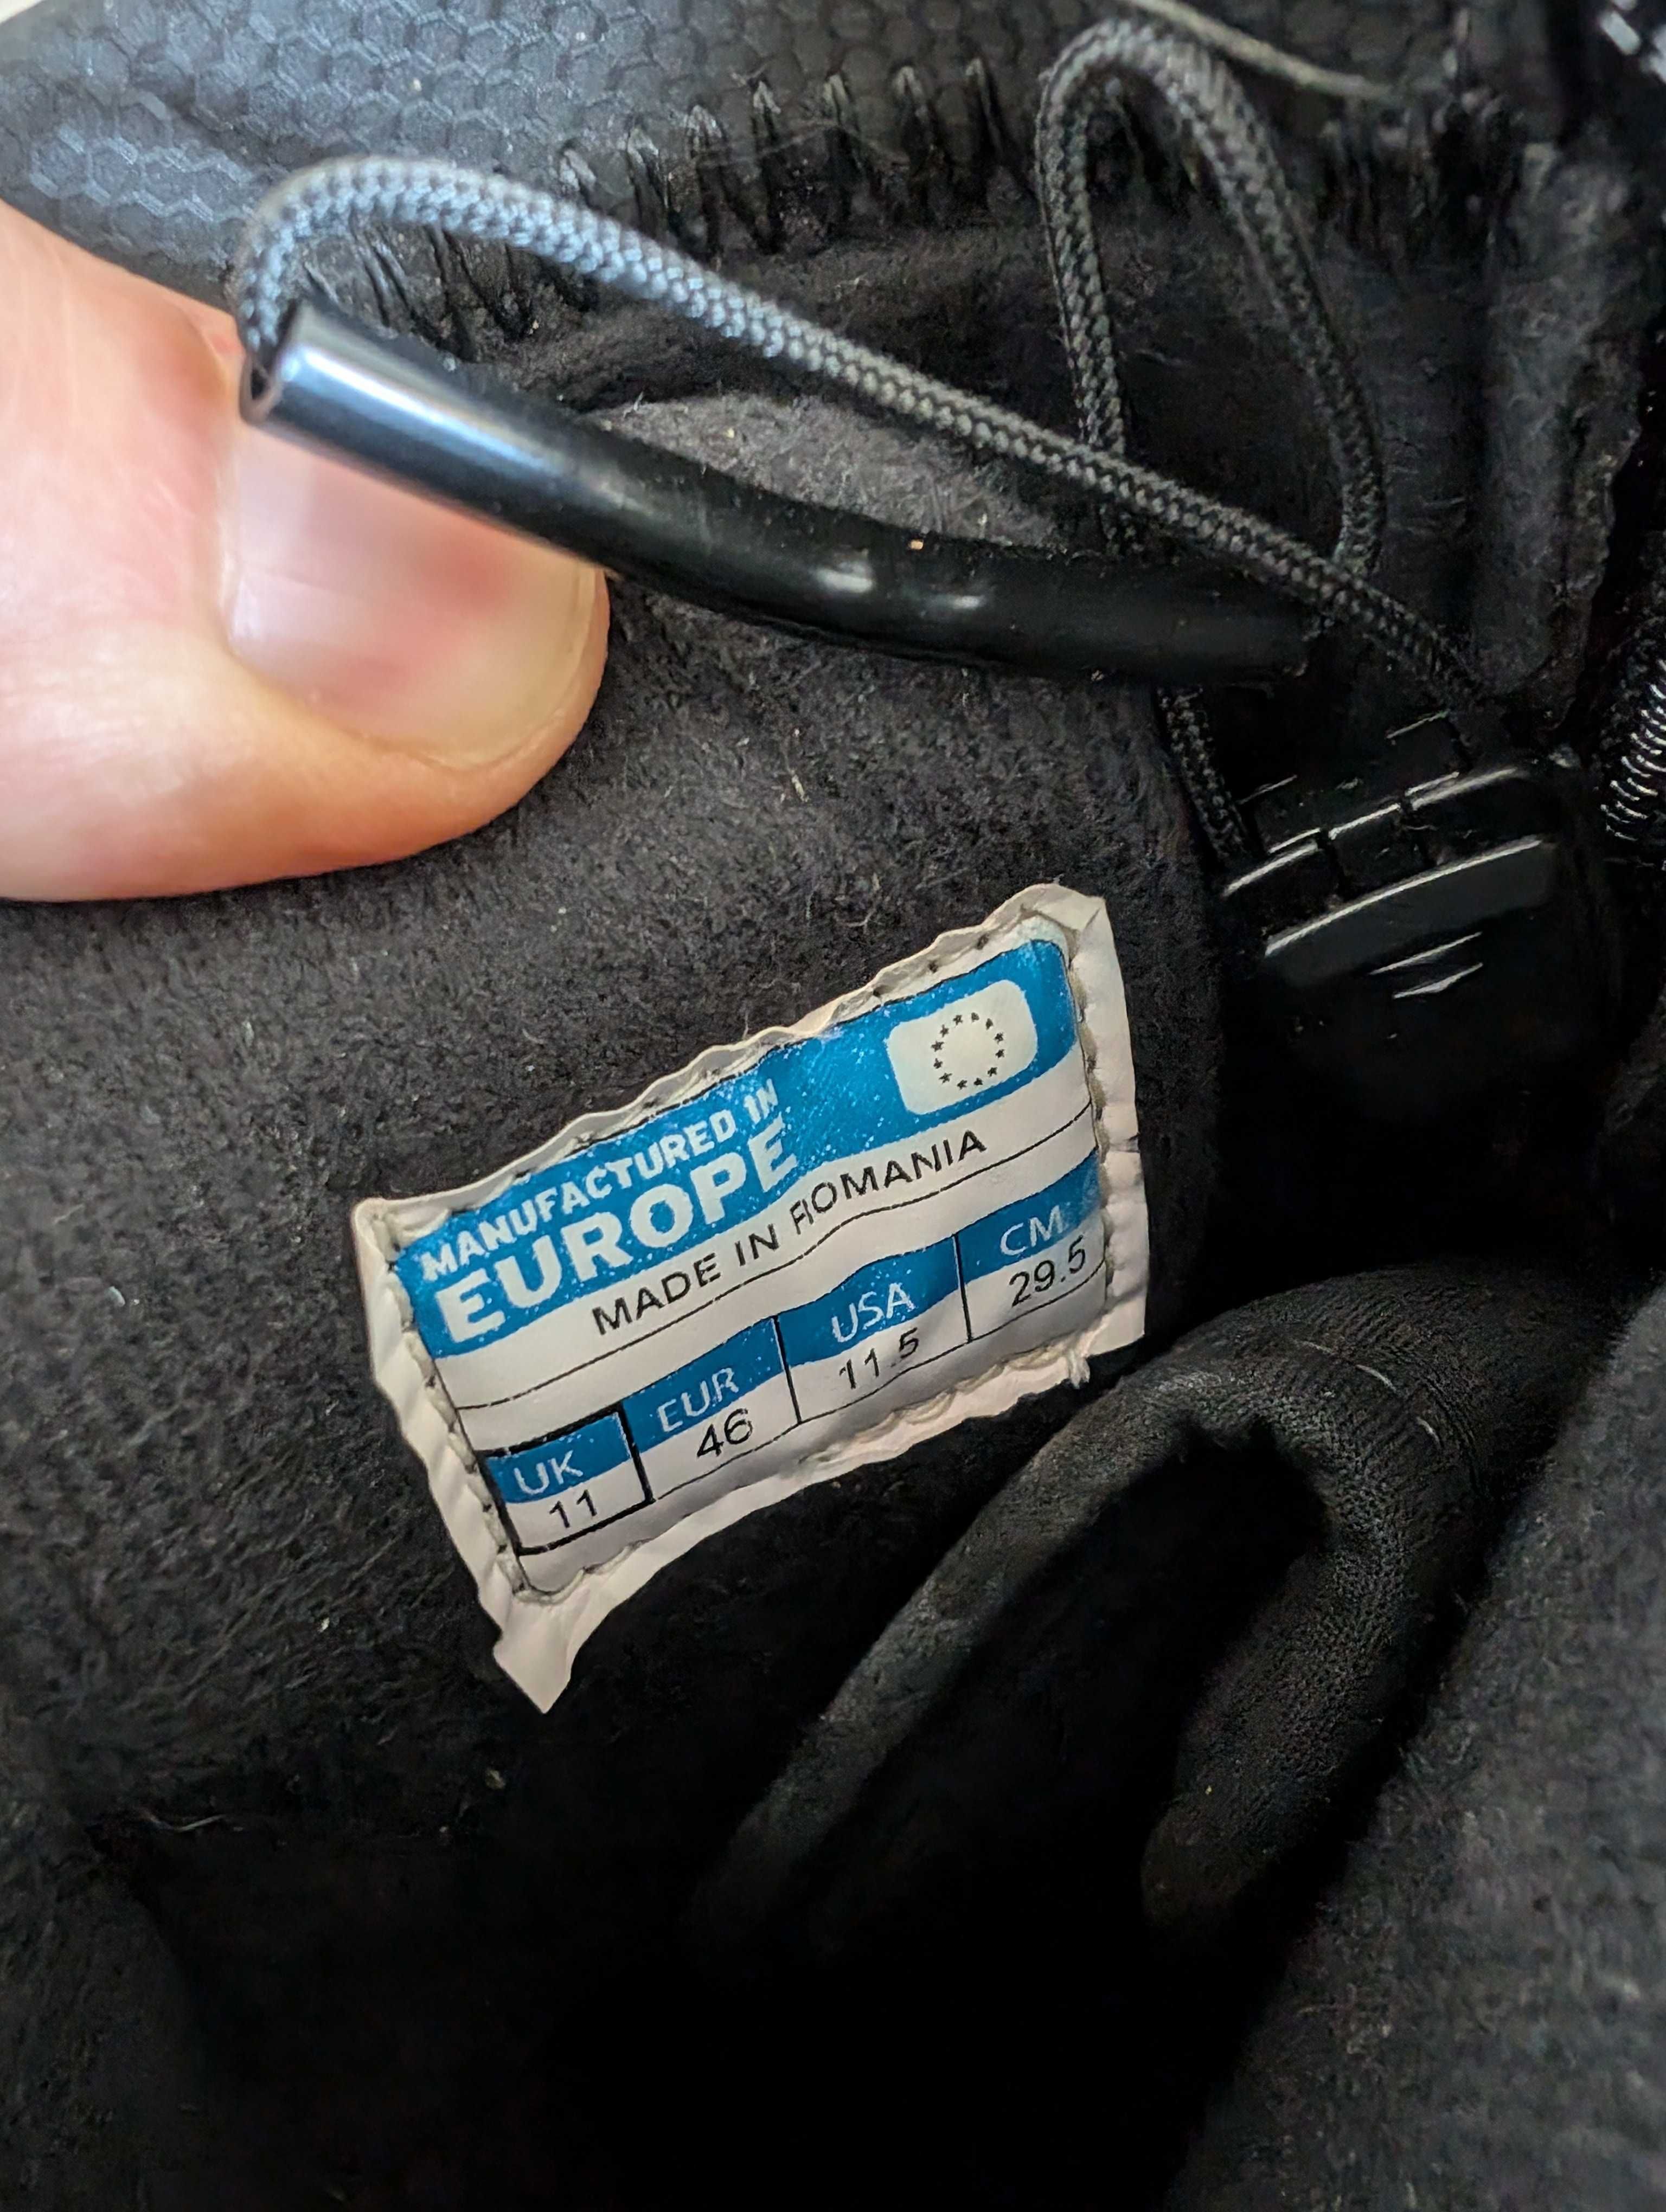 MANUFACTURED IN
EUROPE
MADE IN ROMANIA
UK EUR USA CM
11 46 11.5 29.5